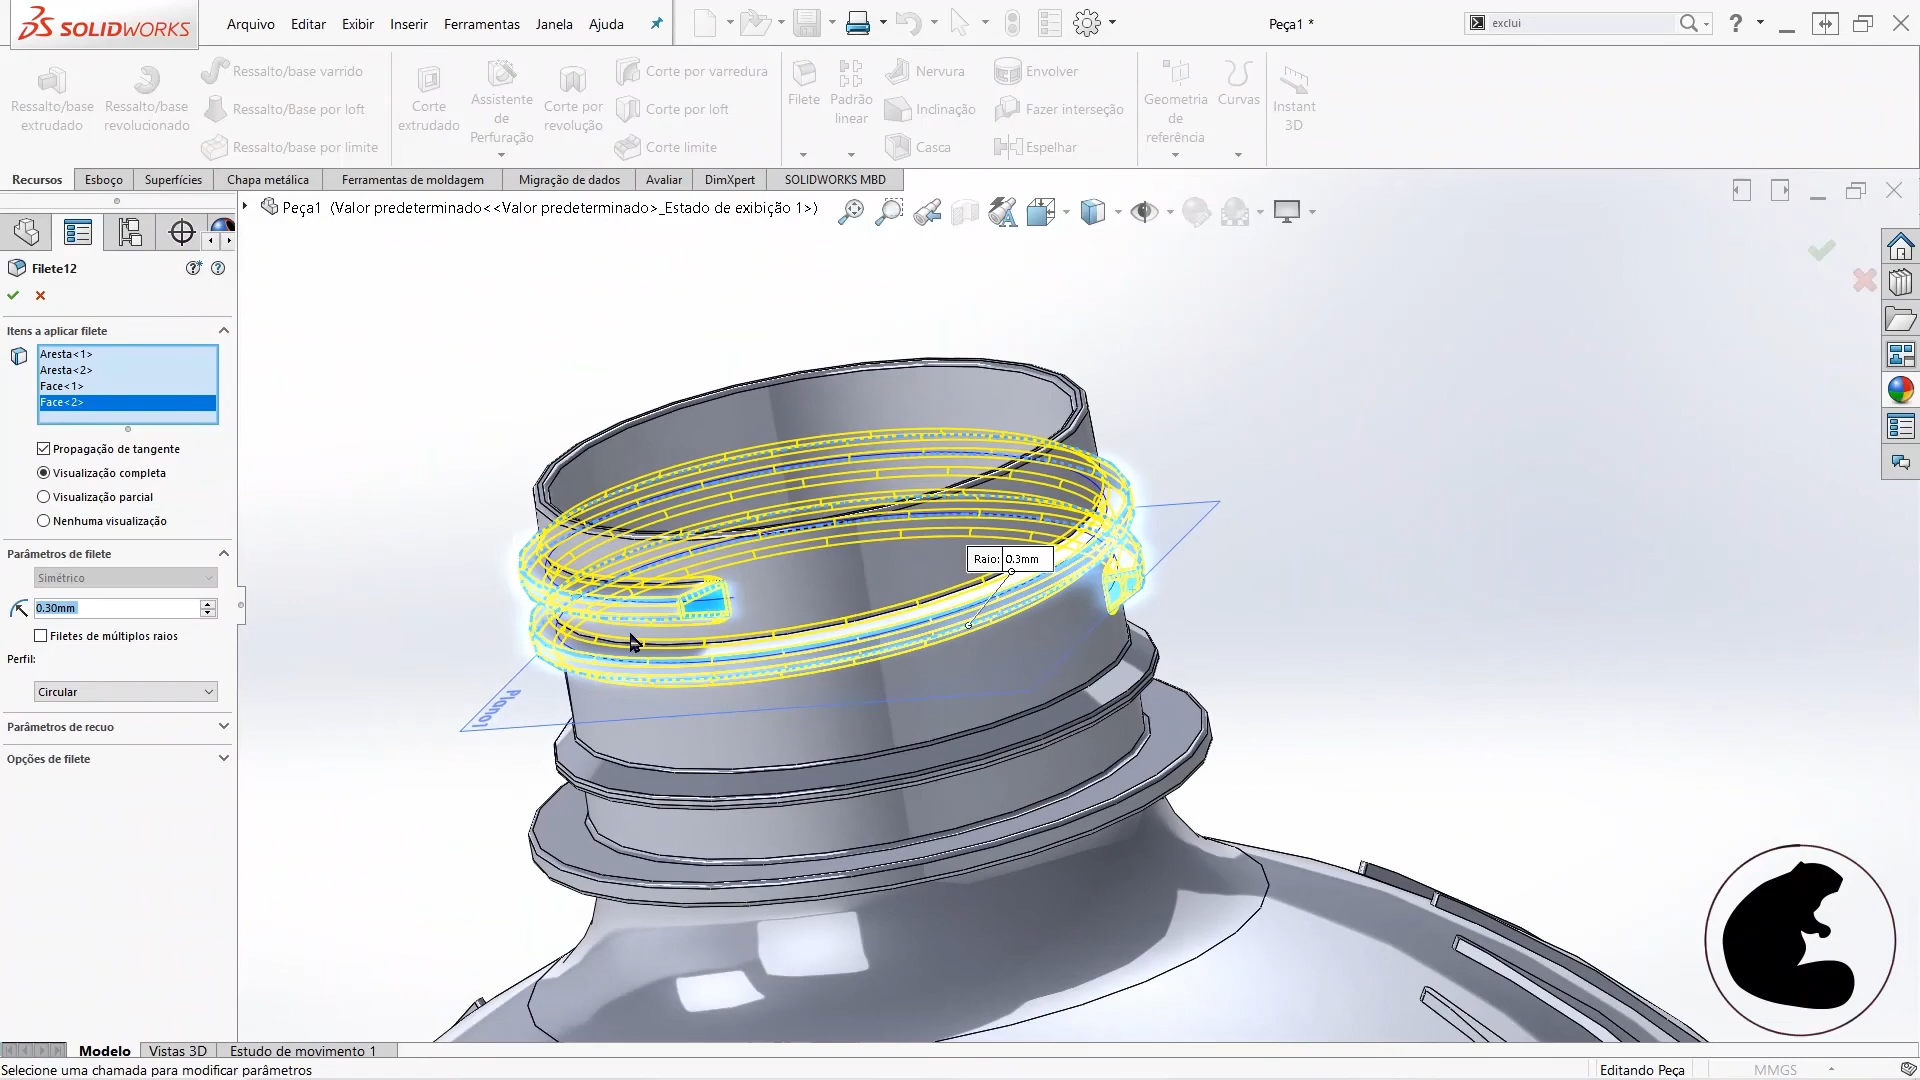 SOLIDWORKS
Arquivo Editar Exibir Inserir Ferramentas Janela Ajuda
Peça1 *
exclui
?
Ressalto/base extrudado
Ressalto/base revolucionado
Ressalto/base varrido
Ressalto/Base por loft
Ressalto/base por limite
Corte extrudado
Assistente de Perfuração
Corte por revolução
Corte por varredura
Corte por loft
Corte limite
Filete
Padrão linear
Nervura
Inclinação
Casca
Envolver
Fazer interseção
Espelhar
Geometria de referência
Curvas
Instant 3D
Recursos Esboço Superfícies Chapa metálica Ferramentas de moldagem Migração de dados Avaliar DimXpert SOLIDWORKS MBD
Peça1 (Valor predeterminado<<Valor predeterminado>_Estado de exibição 1>)
Filete12
Itens a aplicar filete
Aresta<1>
Aresta<2>
Face<1>
Face<2>
Propagação de tangente
Visualização completa
Visualização parcial
Nenhuma visualização
Parâmetros de filete
Simétrico
0.30mm
Filetes de múltiplos raios
Perfil:
Circular
Parâmetros de recuo
Opções de filete
Raio: 0.3mm
Plano1
Modelo Vistas 3D Estudo de movimento 1
Selecione uma chamada para modificar parâmetros
Editando Peça
MMGS